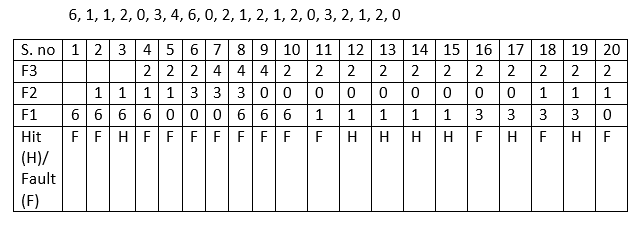 6, 1, 1, 2, 0, 3, 4, 6, 0, 2, 1, 2, 1, 2, 0, 3, 2, 1, 2, 0
S. no 1 2 3 4 5 6 7 8 9 10 11 12 13 14 15 16 17 18 19 20
F3 2 2 2 4 4 4 2 2 2 2 2 2 2 2 2 2 2
F2 1 1 1 1 3 3 3 0 0 0 0 0 0 0 0 0 1 1 1
F1 6 6 6 6 0 0 0 6 6 6 1 1 1 1 1 3 3 3 3 0
Hit F F H F F F F F F F F H H H H F H F H F
(H)/
Fault
(F)